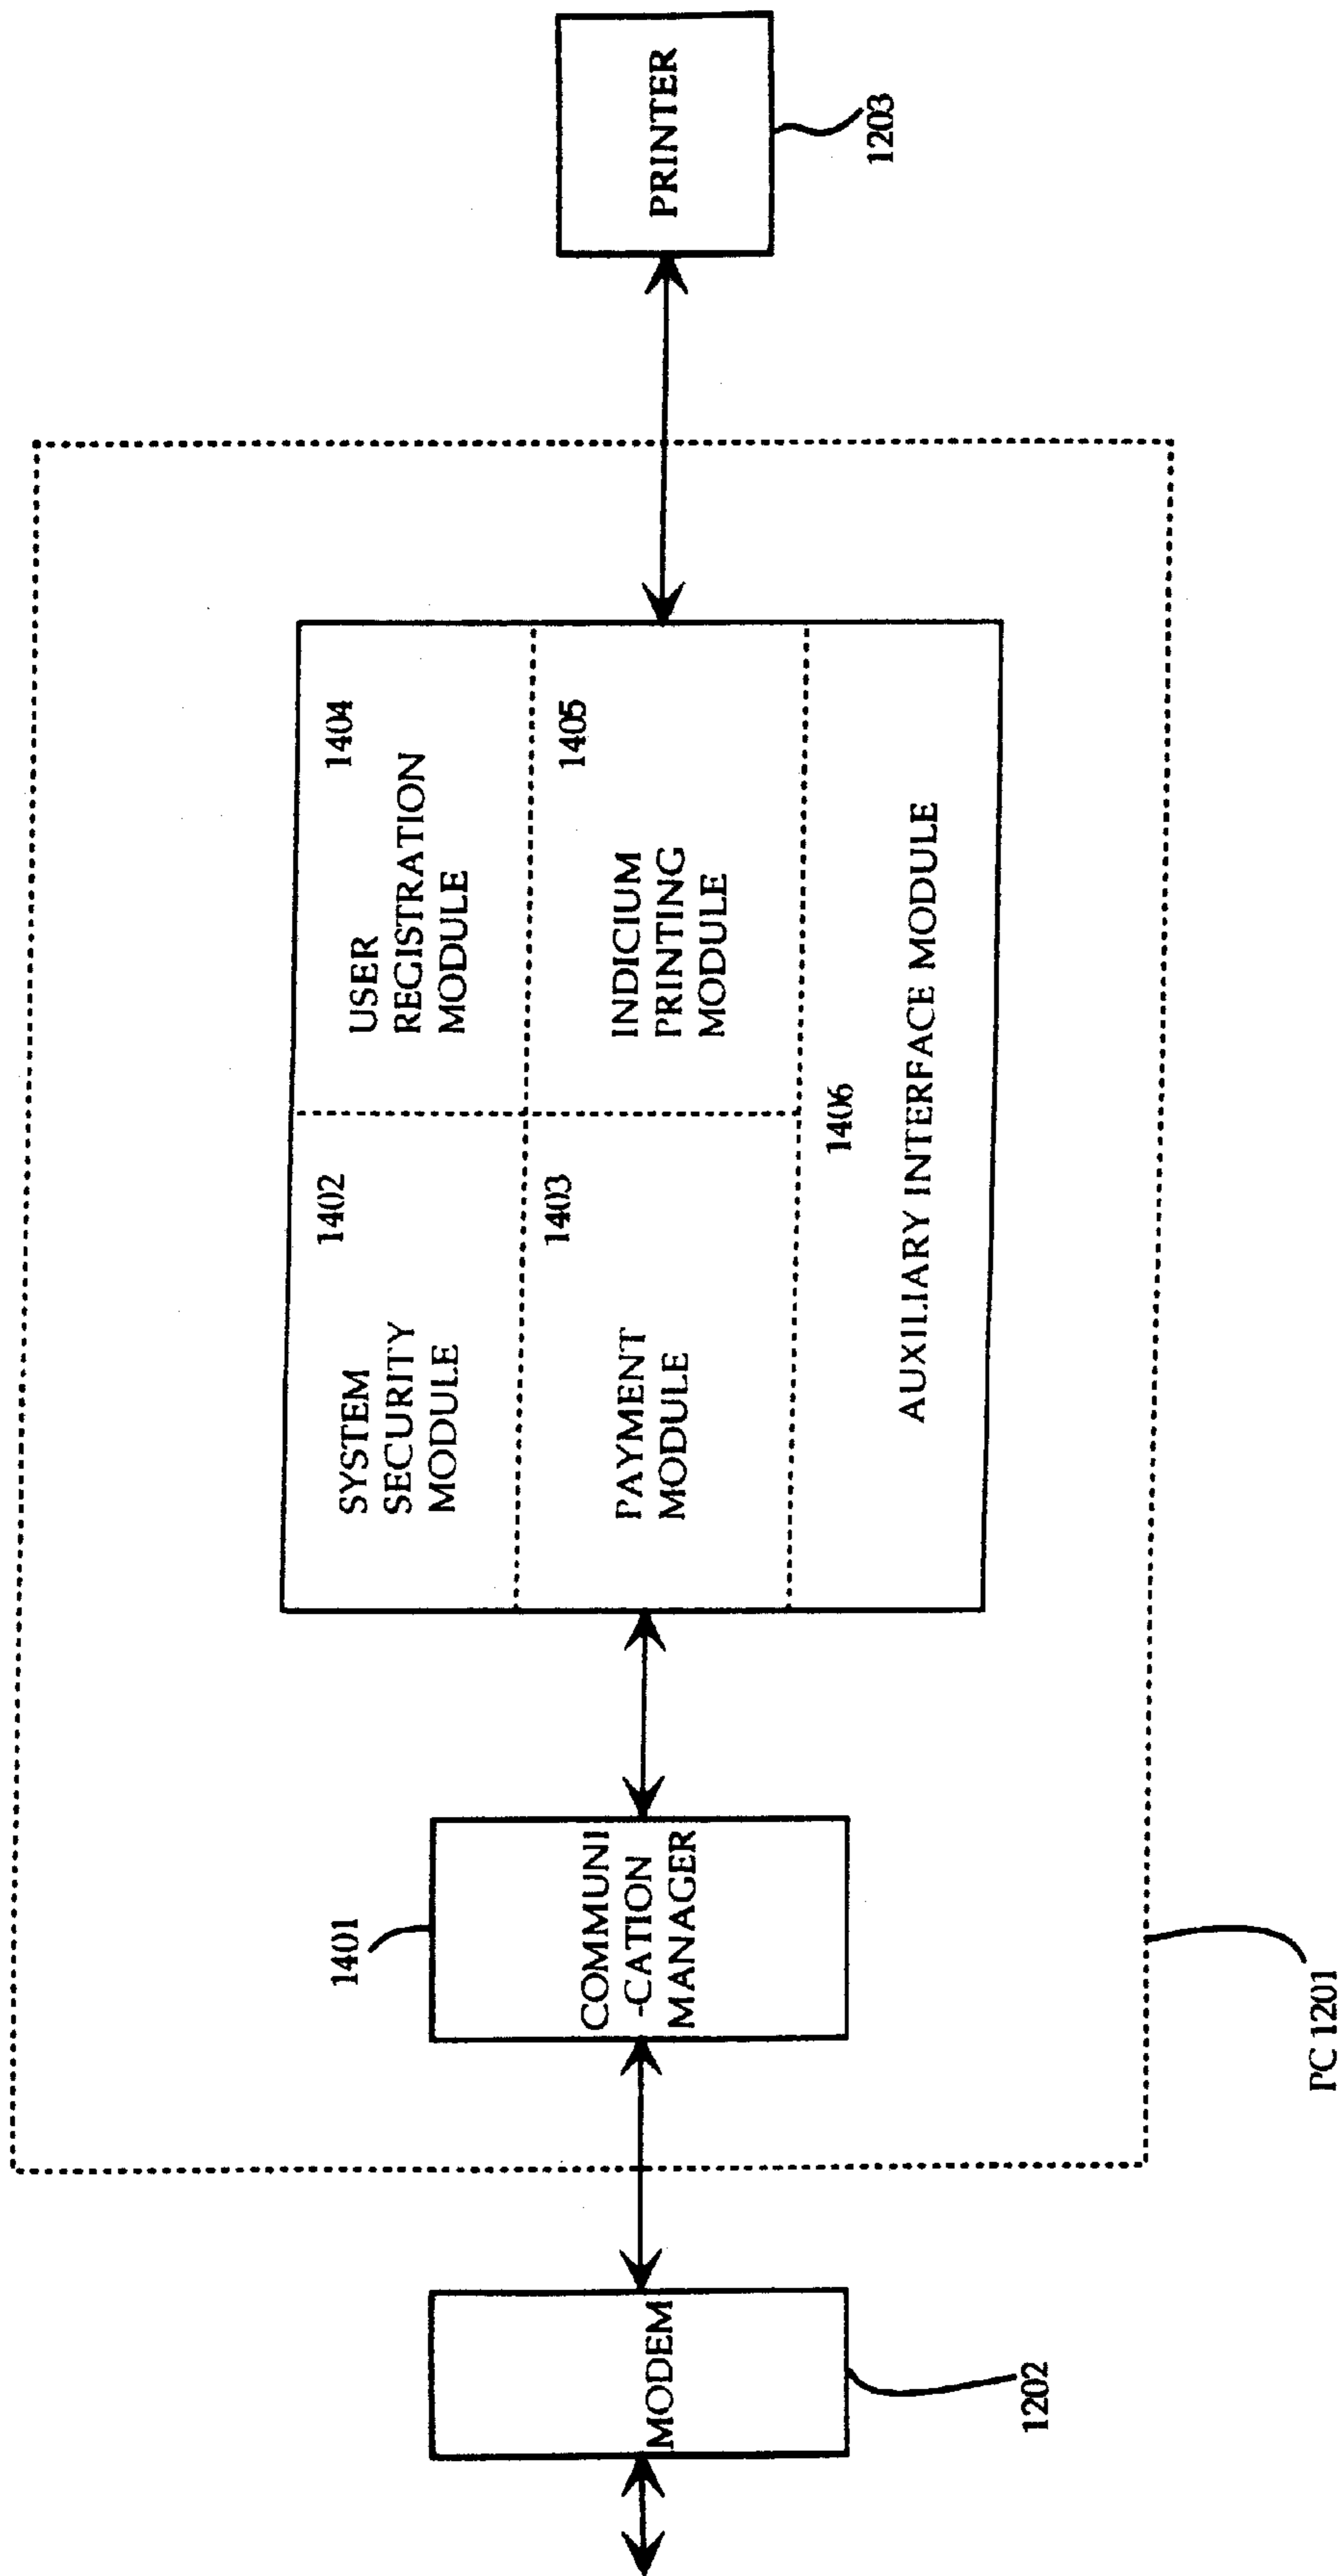 MODEM
1202
1401
COMMUNI
-CATION
MANAGER
1402
SYSTEM
SECURITY
MODULE
1404
USER
REGISTRATION
MODULE
1403
PAYMENT
MODULE
1405
INDICIUM
PRINTING
MODULE
1406
AUXILIARY INTERFACE MODULE
PC 1201
PRINTER
1203